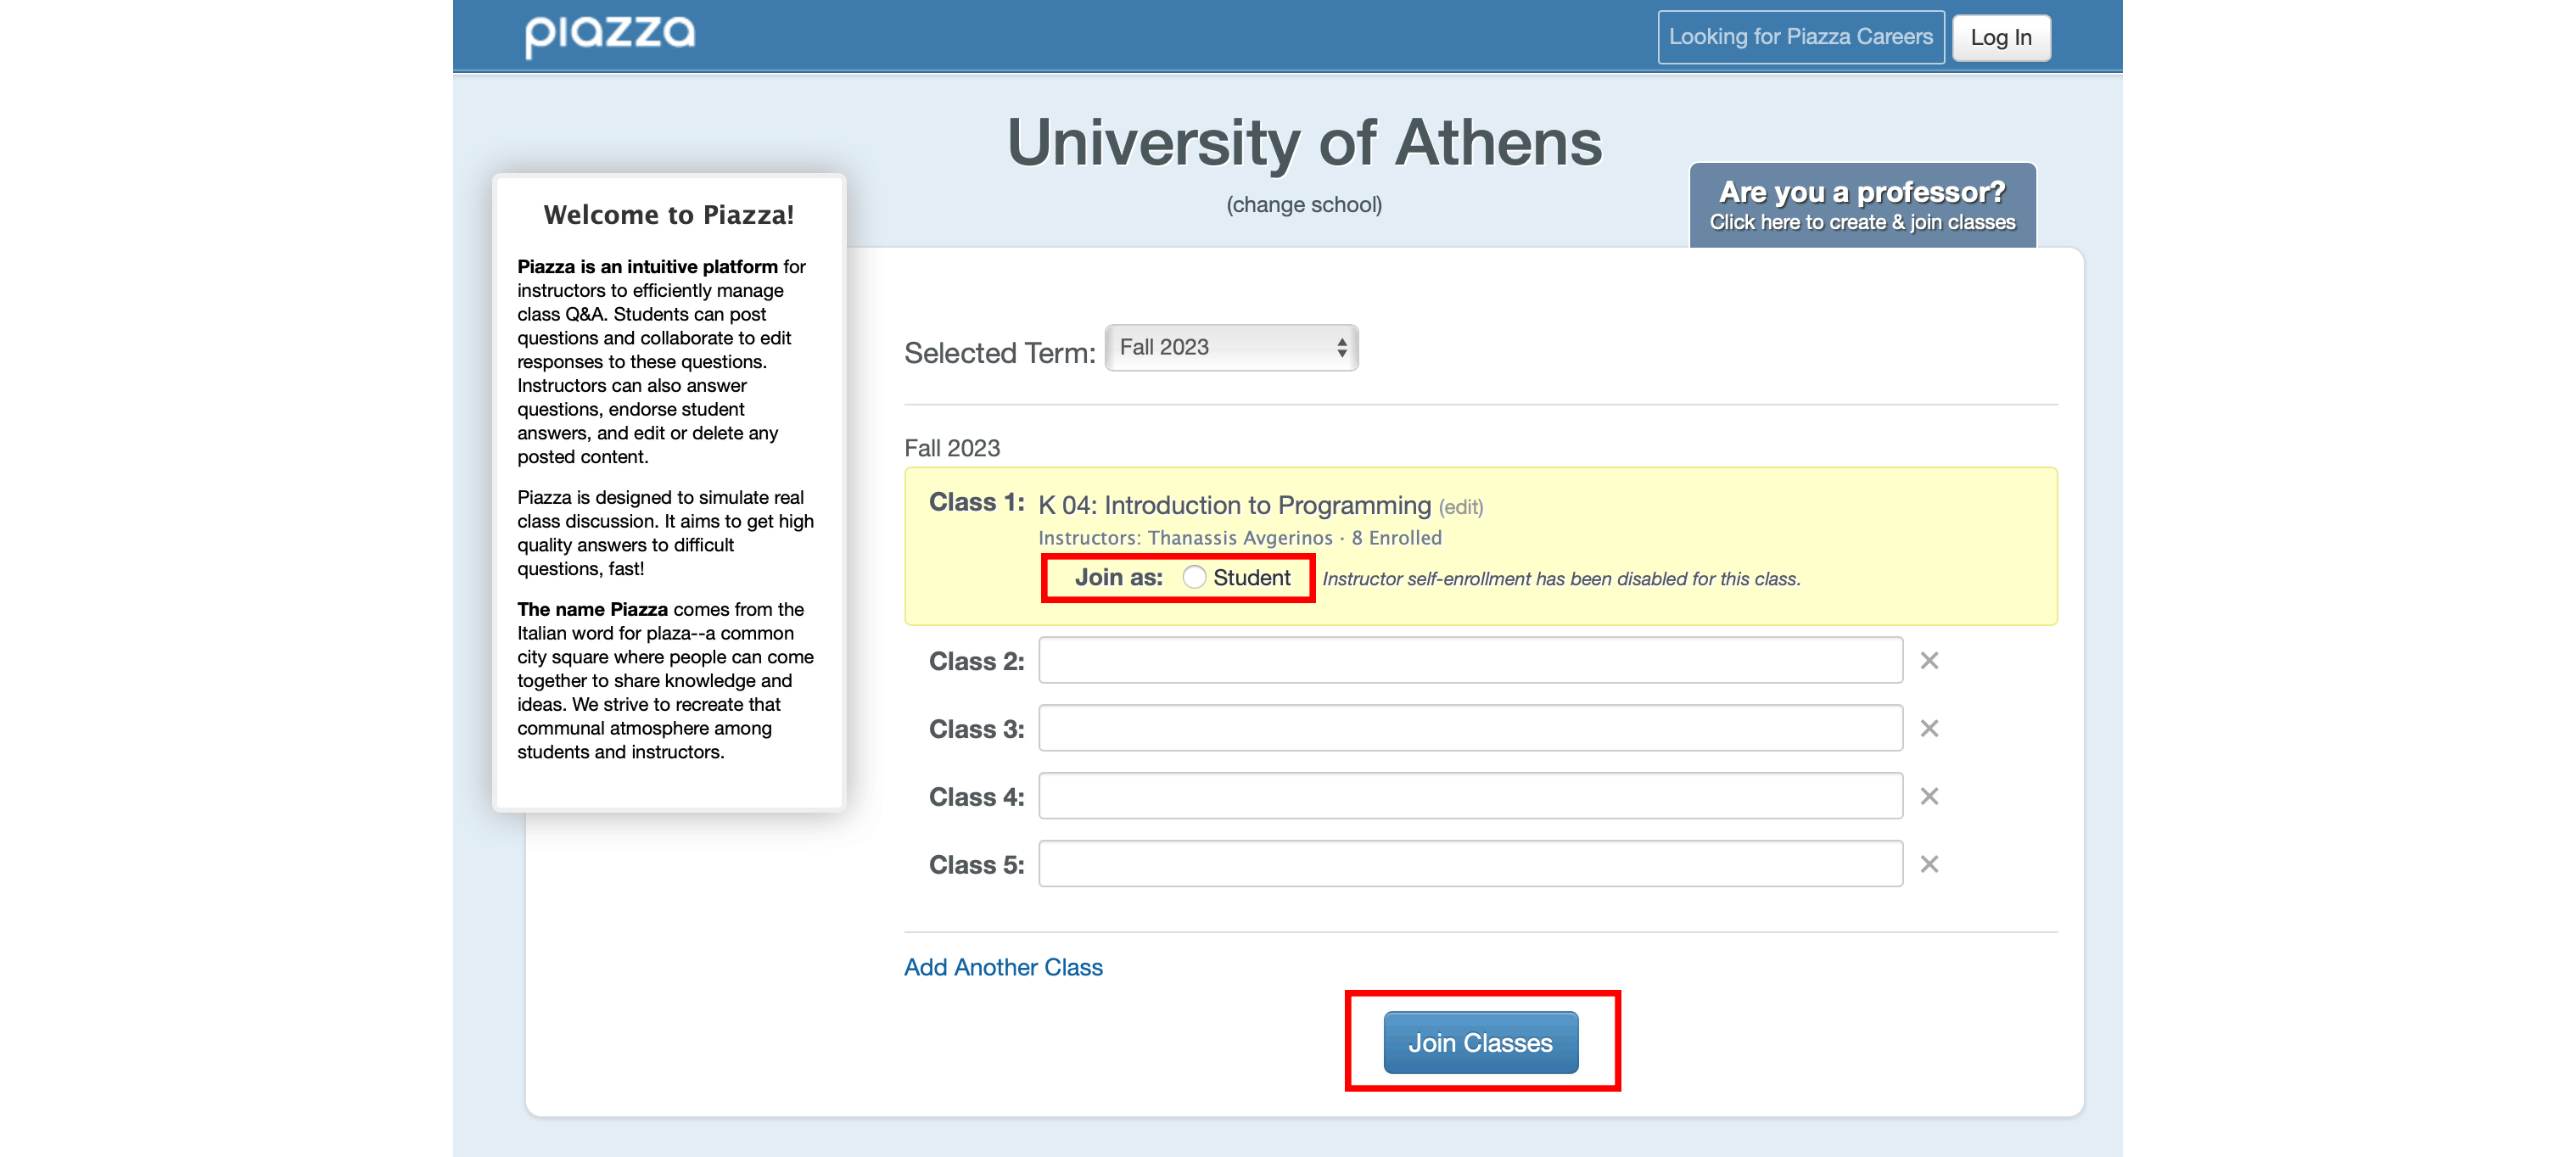 piazza
Looking for Piazza Careers
Log In
University of Athens
(change school)
Are you a professor?
Click here to create & join classes
Welcome to Piazza!
Piazza is an intuitive platform for
instructors to efficiently manage
class Q&A. Students can post
questions and collaborate to edit
responses to these questions.
Instructors can also answer
questions, endorse student
answers, and edit or delete any
posted content.
Piazza is designed to simulate real
class discussion. It aims to get high
quality answers to difficult
questions, fast!
The name Piazza comes from the
Italian word for plaza--a common
city square where people can come
together to share knowledge and
ideas. We strive to recreate that
communal atmosphere among
students and instructors.
Selected Term: Fall 2023
Fall 2023
Class 1: K 04: Introduction to Programming (edit)
Instructors: Thanassis Avgerinos · 8 Enrolled
Join as: Student Instructor self-enrollment has been disabled for this class.
Class 2:
Class 3:
Class 4:
Class 5:
Add Another Class
Join Classes